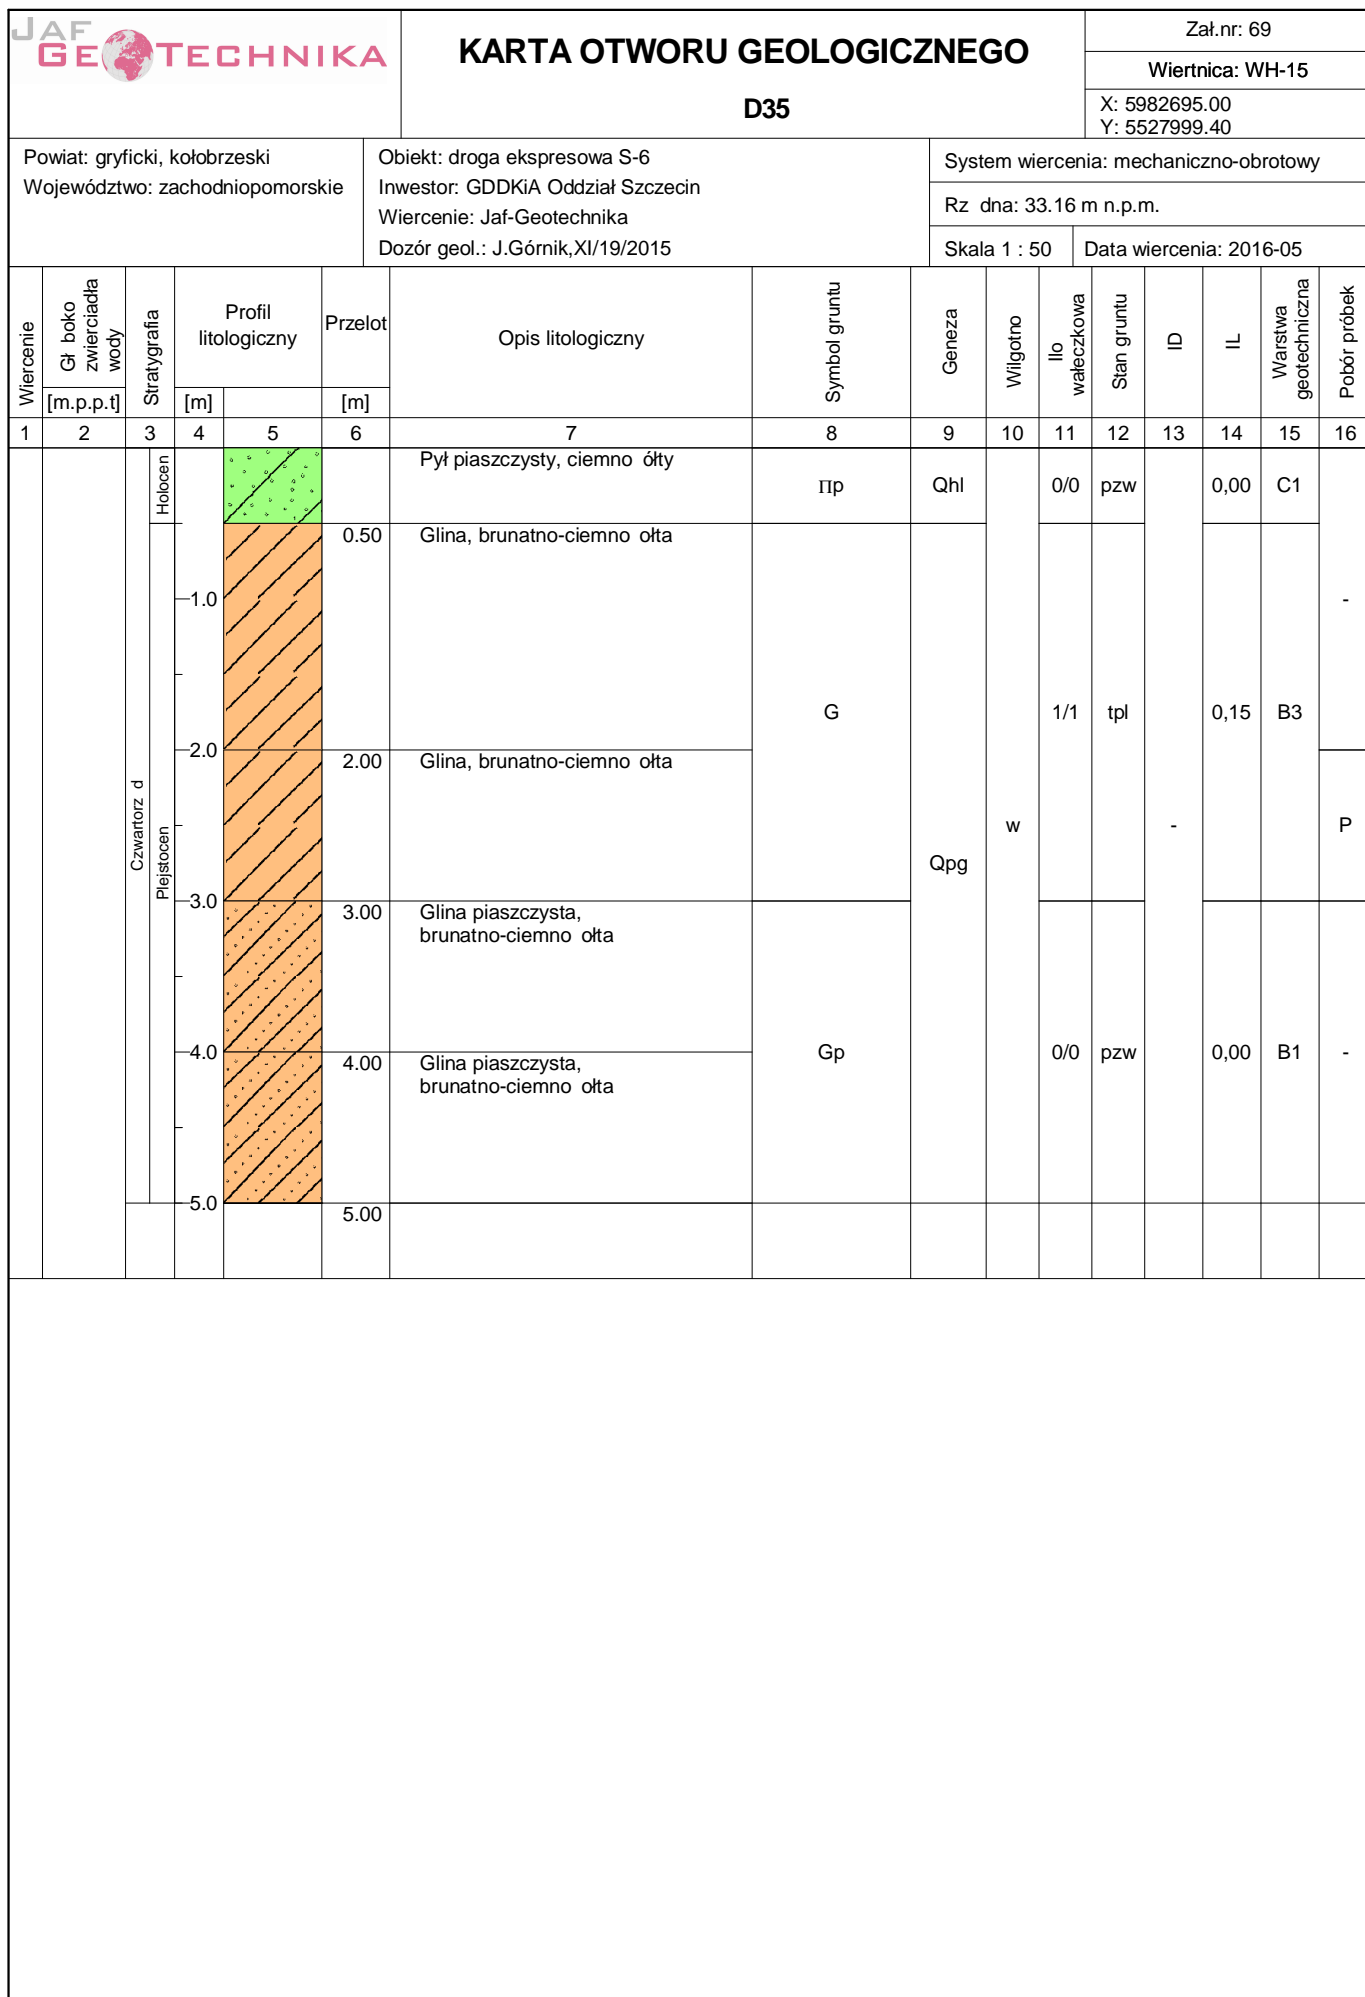 JAF
GEOTECHNIKA
KARTA OTWORU GEOLOGICZNEGO
D35
Zał.nr: 69
Wiertnica: WH-15
X: 5982695.00
Y: 5527999.40
Powiat: gryficki, kołobrzeski
Województwo: zachodniopomorskie
Obiekt: droga ekspresowa S-6
Inwestor: GDDKiA Oddział Szczecin
Wiercenie: Jaf-Geotechnika
Dozór geol.: J.Górnik,XI/19/2015
System wiercenia: mechaniczno-obrotowy
Rz dna: 33.16 m n.p.m.
Skala 1 : 50
Data wiercenia: 2016-05
Wiercenie
Gł boko
zwierciadła
wody
[m.p.p.t]
Stratygrafia
Profil
litologiczny
[m]
Przelot
[m]
Opis litologiczny
Symbol gruntu
Geneza
Wilgotno
Ilo
wałeczkowa
Stan gruntu
ID
IL
Warstwa
geotechniczna
Pobór próbek
1 2 3 4 5 6 7 8 9 10 11 12 13 14 15 16
Holocen
Pył piaszczysty, ciemno ółty
Πp
Qhl
0/0
pzw
0,00
C1
0.50
Glina, brunatno-ciemno ołta
1.0
-
G
1/1
tpl
0,15
B3
2.0
2.00
Glina, brunatno-ciemno ołta
Czwartorz d
Plejstocen
w
-
P
Qpg
3.0
3.00
Glina piaszczysta,
brunatno-ciemno ołta
4.0
4.00
Glina piaszczysta,
brunatno-ciemno ołta
Gp
0/0
pzw
0,00
B1
-
5.0
5.00